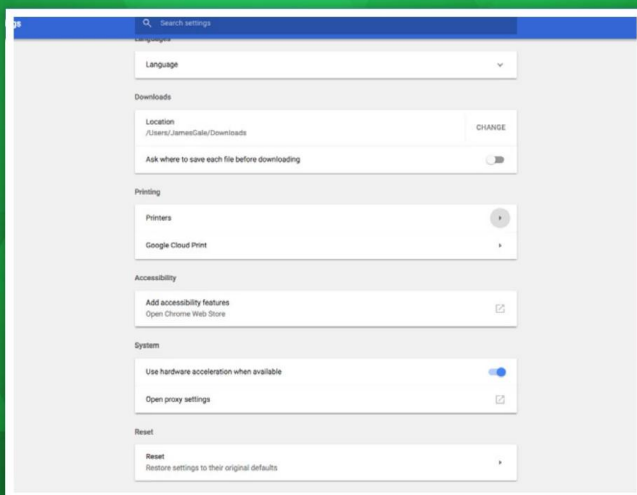 gs
Search settings
Languages
Language
Downloads
Location
/Users/JamesGale/Downloads
CHANGE
Ask where to save each file before downloading
Printing
Printers
Google Cloud Print
Accessibility
Add accessibility features
Open Chrome Web Store
System
Use hardware acceleration when available
Open proxy settings
Reset
Reset
Restore settings to their original defaults